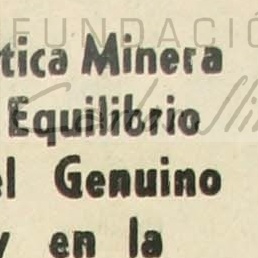 FUNDACIÓ
tica Minera
Equilibrio
el Genuino
y en la